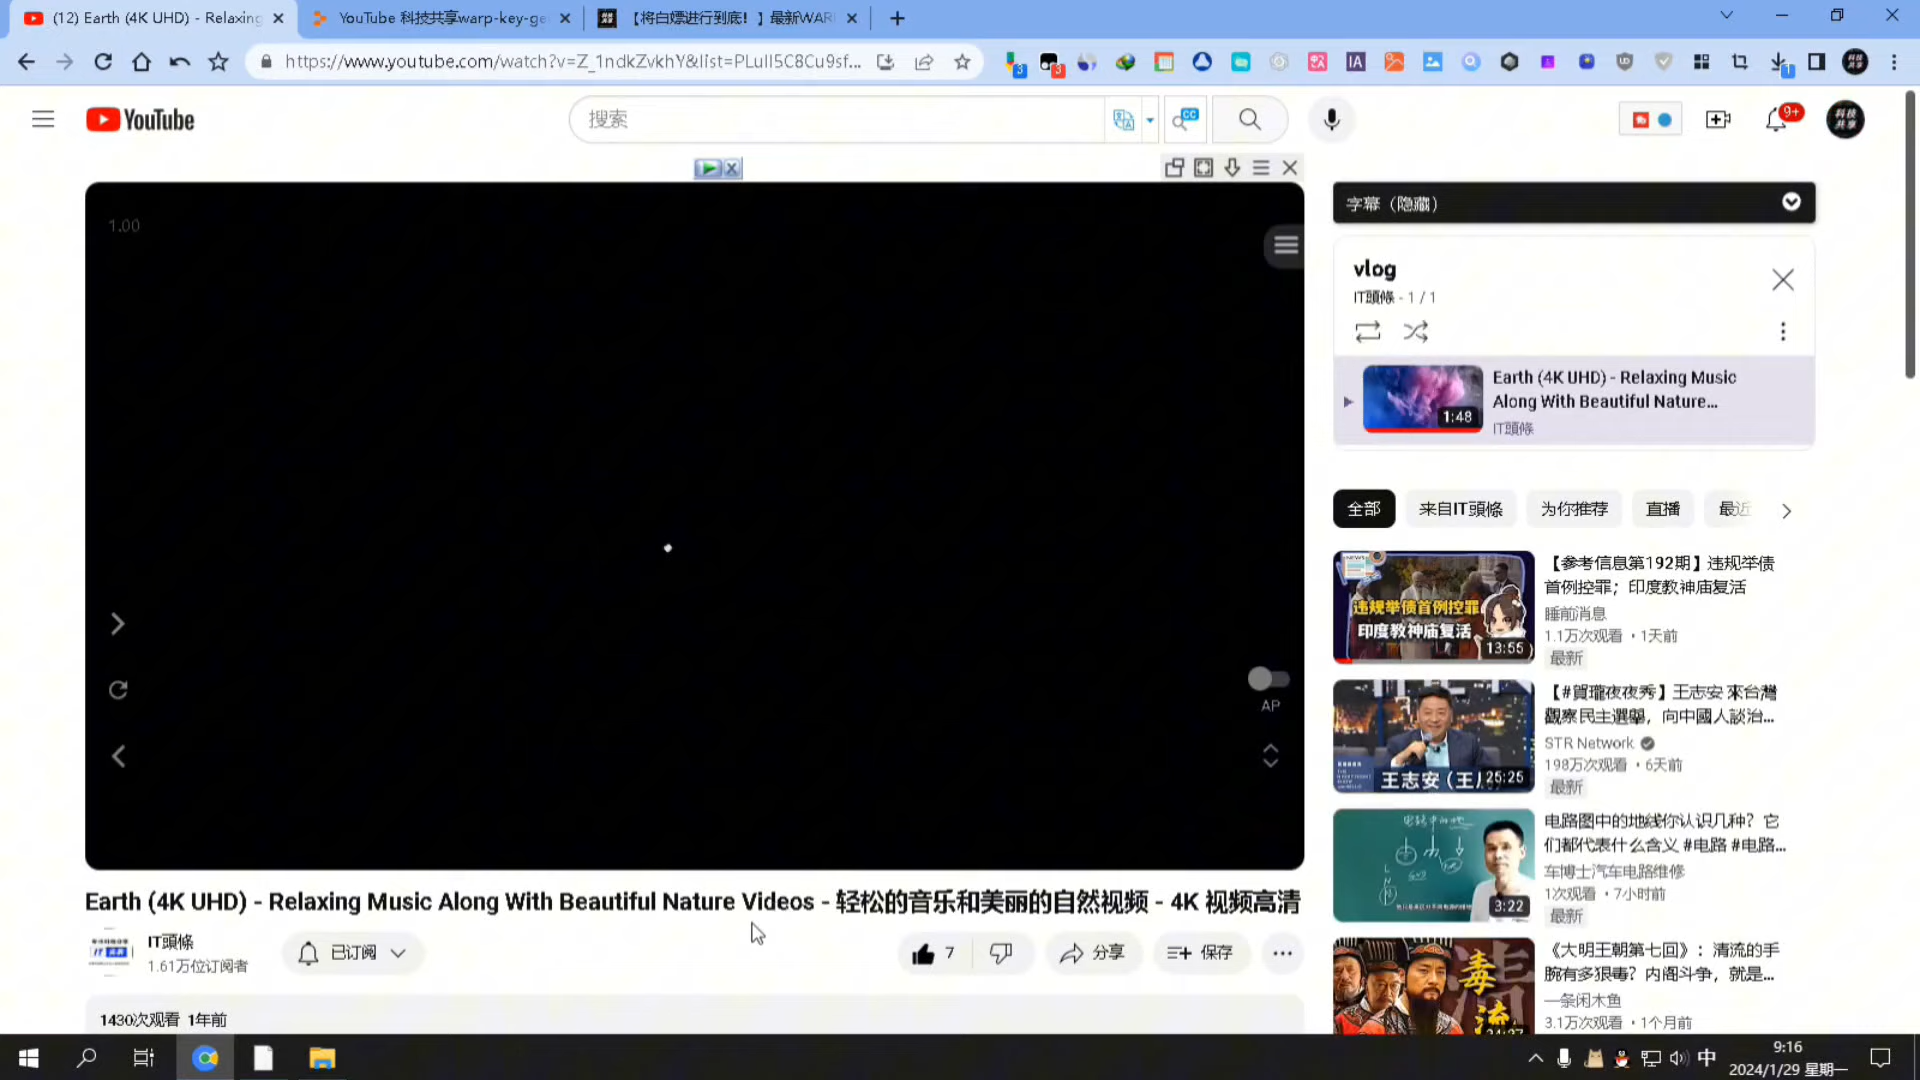 (12) Earth (4K UHD) - Relaxing
YouTube 科技共享warp-key-ge
【将白嫖进行到底！】最新WAR
https://www.youtube.com/watch?v=Z_1ndkZvkhY&list=PLuII5C8Cu9sf...
3
3
IA
1
YouTube
搜索
CC
9+
科技
共享
1.00
AP
字幕（隐藏）
vlog
IT頭條 - 1 / 1
Earth (4K UHD) - Relaxing Music
Along With Beautiful Nature...
1:48
IT頭條
全部
来自IT頭條
为你推荐
直播
最近
违规举债首例控罪
印度教神庙复活
13:55
【参考信息第192期】违规举债
首例控罪；印度教神庙复活
睡前消息
1.1万次观看 · 1天前
最新
王志安（王
25:25
【#賀瓏夜夜秀】王志安 來台灣
觀察民主選舉，向中國人談治...
STR Network
198万次观看 · 6天前
最新
3:22
电路图中的地线你认识几种？它
们都代表什么含义 #电路 #电路...
车博士汽车电路维修
1次观看 · 7小时前
最新
毒
流
清
《大明王朝第七回》：清流的手
腕有多狠毒？内阁斗争，就是...
一条闲木鱼
3.1万次观看 · 1个月前
Earth (4K UHD) - Relaxing Music Along With Beautiful Nature Videos - 轻松的音乐和美丽的自然视频 - 4K 视频高清
IT頭條
1.61万位订阅者
已订阅
7
分享
保存
1430次观看 1年前
中
9:16
2024/1/29 星期一